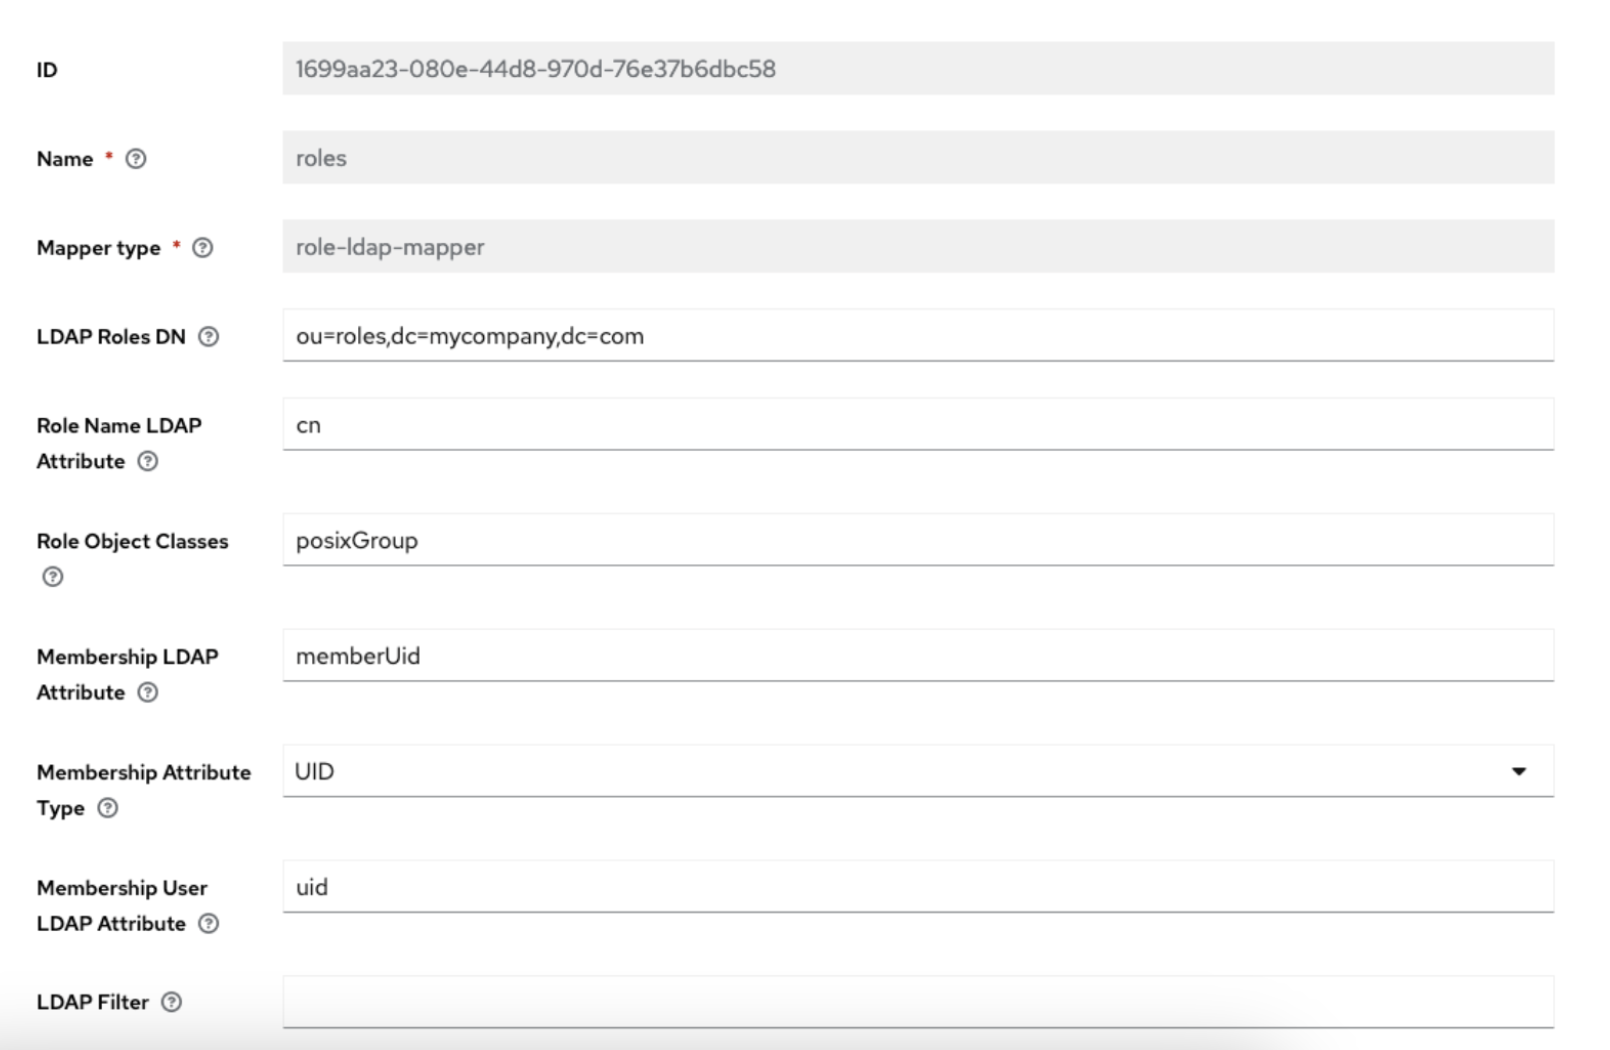 ID
1699aa23-080e-44d8-970d-76e37b6dbc58
Name *
roles
Mapper type *
role-ldap-mapper
LDAP Roles DN
ou=roles,dc=mycompany,dc=com
Role Name LDAP
Attribute
cn
Role Object Classes
posixGroup
Membership LDAP
Attribute
memberUid
Membership Attribute
Type
UID
Membership User
LDAP Attribute
uid
LDAP Filter